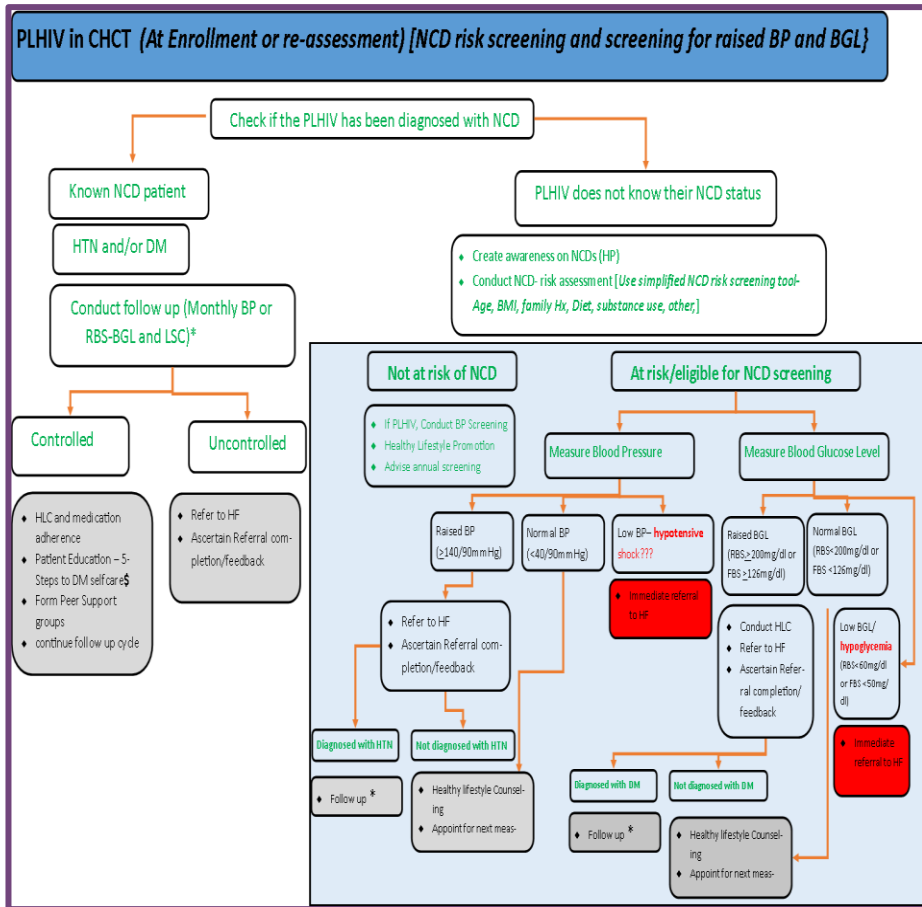 PLHIV in CHCT (At Enrollment or re-assessment) [NCD risk screening and screening for raised BP and BGL}
Check if the PLHIV has been diagnosed with NCD
Known NCD patient
HTN and/or DM
Conduct follow up (Monthly BP or
RBS-BGL and LSC)*
Controlled
Uncontrolled
♦ HLC and medication
adherence
♦ Patient Education – 5-
Steps to DM selfcare$
♦ Form Peer Support
groups
♦ continue follow up cycle
♦ Refer to HF
♦ Ascertain Referral com-
pletion/feedback
PLHIV does not know their NCD status
♦ Create awareness on NCDs (HP)
♦ Conduct NCD- risk assessment [Use simplified NCD risk screening tool-
Age, BMI, family Hx, Diet, substance use, other,]
Not at risk of NCD
♦ If PLHIV, Conduct BP Screening
♦ Healthy Lifestyle Promotion
♦ Advise annual screening
At risk/eligible for NCD screening
Measure Blood Pressure
Measure Blood Glucose Level
Raised BP
(≥140/90mmHg)
Normal BP
(<40/90mmHg)
Low BP– hypotensive
shock???
♦ Immediate referral
to HF
♦ Refer to HF
♦ Ascertain Referral com-
pletion/feedback
Diagnosed with HTN
Not diagnosed with HTN
♦ Follow up *
♦ Healthy lifestyle Counsel-
ing
♦ Appoint for next meas-
Raised BGL
(RBS≥200mg/dl or
FBS ≥126mg/dl)
Normal BGL
(RBS<200mg/dl or
FBS <126mg/dl)
Low BGL/
hypoglycemia
(RBS<60mg/dl
or FBS <50mg/
dl)
♦ Immediate
referral to HF
♦ Conduct HLC
♦ Refer to HF
♦ Ascertain Refer-
ral completion/
feedback
Diagnosed with DM
Not diagnosed with DM
♦ Follow up *
♦ Healthy lifestyle Counsel-
ing
♦ Appoint for next meas-